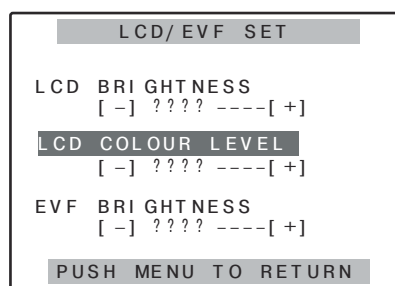 LCD/EVF SET
LCD BRIGHTNESS
[–] ???? ----[+]
LCD COLOUR LEVEL
[–] ???? ----[+]
EVF BRIGHTNESS
[–] ???? ----[+]
PUSH MENU TO RETURN